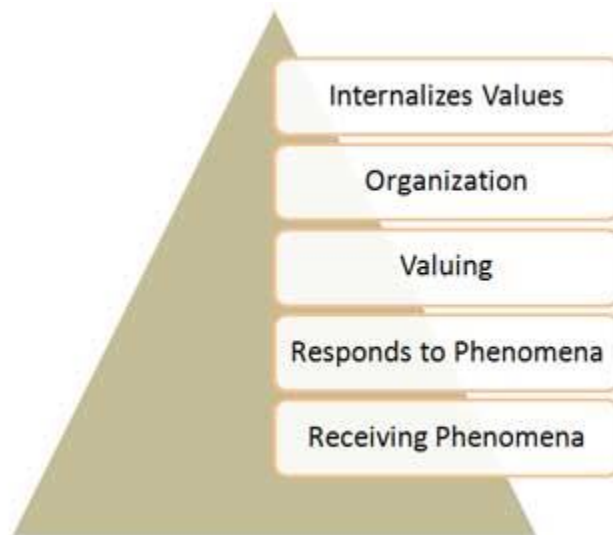 Internalizes Values
Organization
Valuing
Responds to Phenomena
Receiving Phenomena